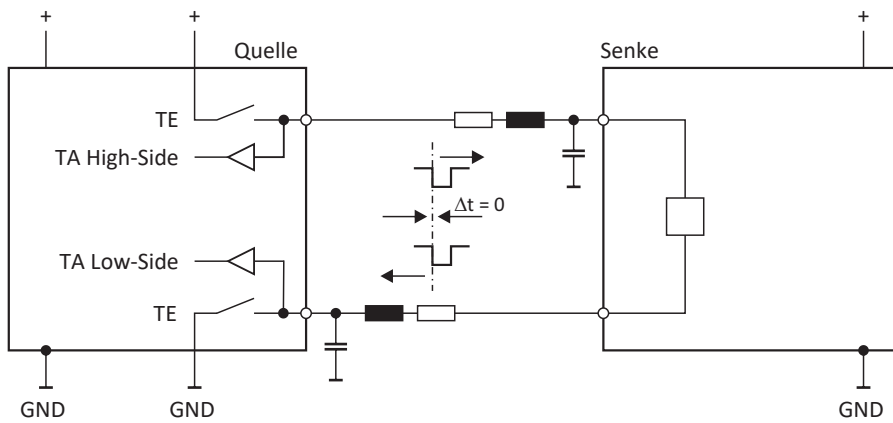 + + +
Quelle Senke
TE
TA High-Side
Δt = 0
TA Low-Side
TE
GND GND GND